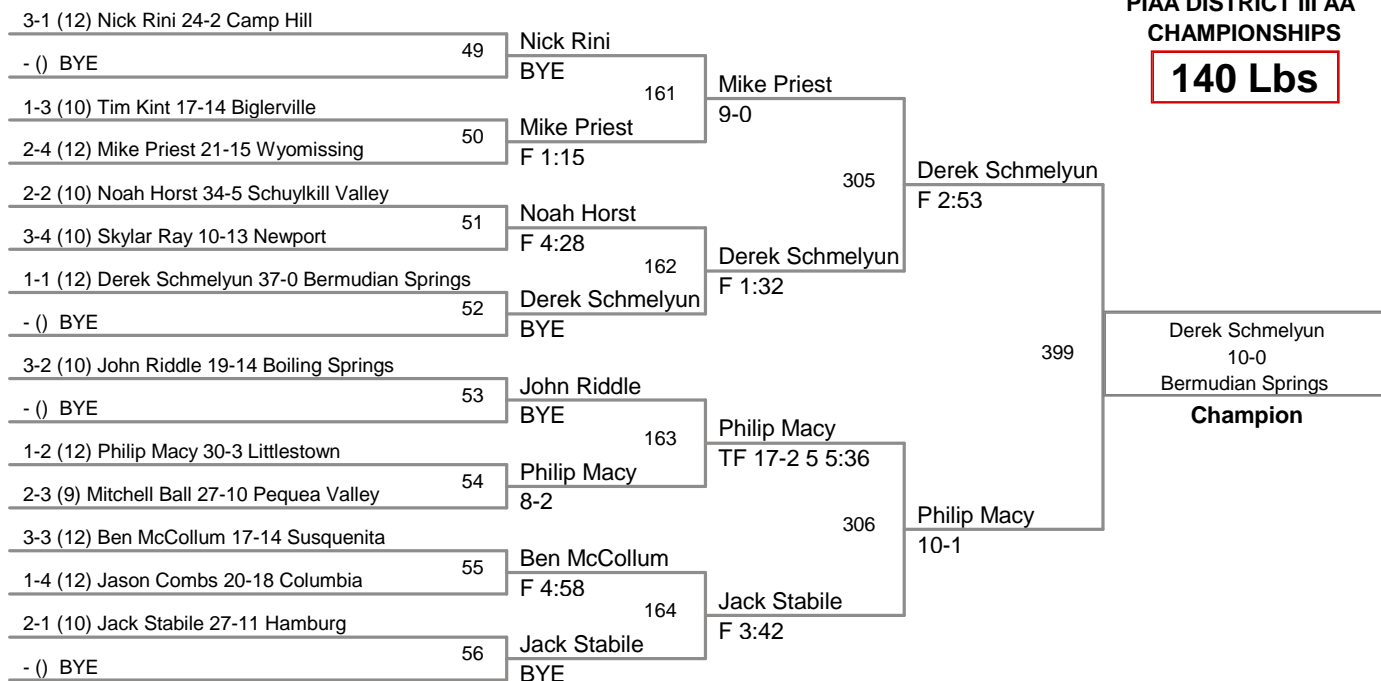 PIAA DISTRICT III AA
CHAMPIONSHIPS
140 Lbs
3-1 (12) Nick Rini 24-2 Camp Hill
- () BYE
1-3 (10) Tim Kint 17-14 Biglerville
2-4 (12) Mike Priest 21-15 Wyomissing
2-2 (10) Noah Horst 34-5 Schuylkill Valley
3-4 (10) Skylar Ray 10-13 Newport
1-1 (12) Derek Schmelyun 37-0 Bermudian Springs
- () BYE
3-2 (10) John Riddle 19-14 Boiling Springs
- () BYE
1-2 (12) Philip Macy 30-3 Littlestown
2-3 (9) Mitchell Ball 27-10 Pequea Valley
3-3 (12) Ben McCollum 17-14 Susquenita
1-4 (12) Jason Combs 20-18 Columbia
2-1 (10) Jack Stabile 27-11 Hamburg
- () BYE
49
50
51
52
53
54
55
56
Nick Rini
BYE
Mike Priest
F 1:15
Noah Horst
F 4:28
Derek Schmelyun
BYE
John Riddle
BYE
Philip Macy
8-2
Ben McCollum
F 4:58
Jack Stabile
BYE
161
162
163
164
Mike Priest
9-0
Derek Schmelyun
F 1:32
Philip Macy
TF 17-2 5 5:36
Jack Stabile
F 3:42
305
306
Derek Schmelyun
F 2:53
Philip Macy
10-1
399
Derek Schmelyun
10-0
Bermudian Springs
Champion